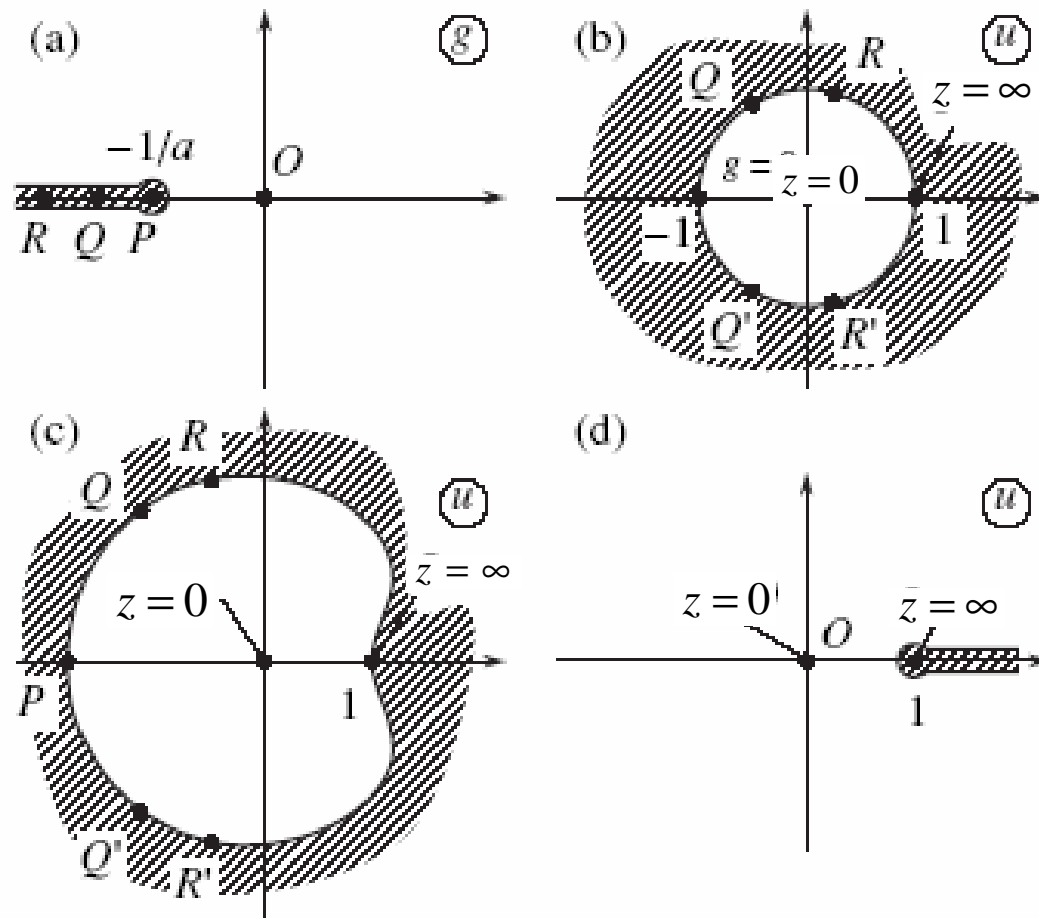 (a)
g
−1/a
O
R Q P
(b)
u
Q
R
z = ∞
g =
z = 0
−1
1
Q'
R'
(c)
u
R
Q
z = ∞
z = 0
P
1
Q'
R'
(d)
u
z = 0
O
z = ∞
1